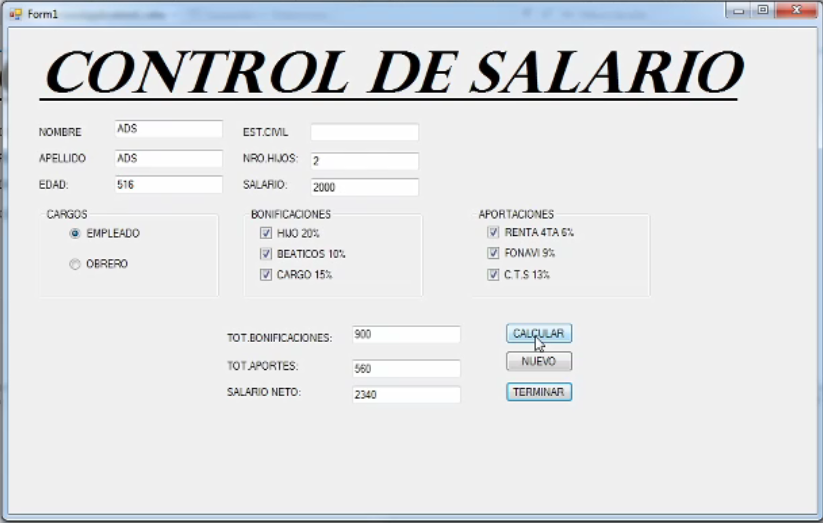 Form1
CONTROL DE SALARIO
NOMBRE ADS EST.CIVIL
APELLIDO ADS NRO.HIJOS: 2
EDAD: 516 SALARIO: 2000
CARGOS BONIFICACIONES APORTACIONES
EMPLEADO HIJO 20% RENTA 4TA 6%
BEATICOS 10% FONAVI 9%
OBRERO CARGO 15% C.T.S 13%
TOT.BONIFICACIONES: 900 CALCULAR
TOT.APORTES: 560 NUEVO
SALARIO NETO: 2340 TERMINAR